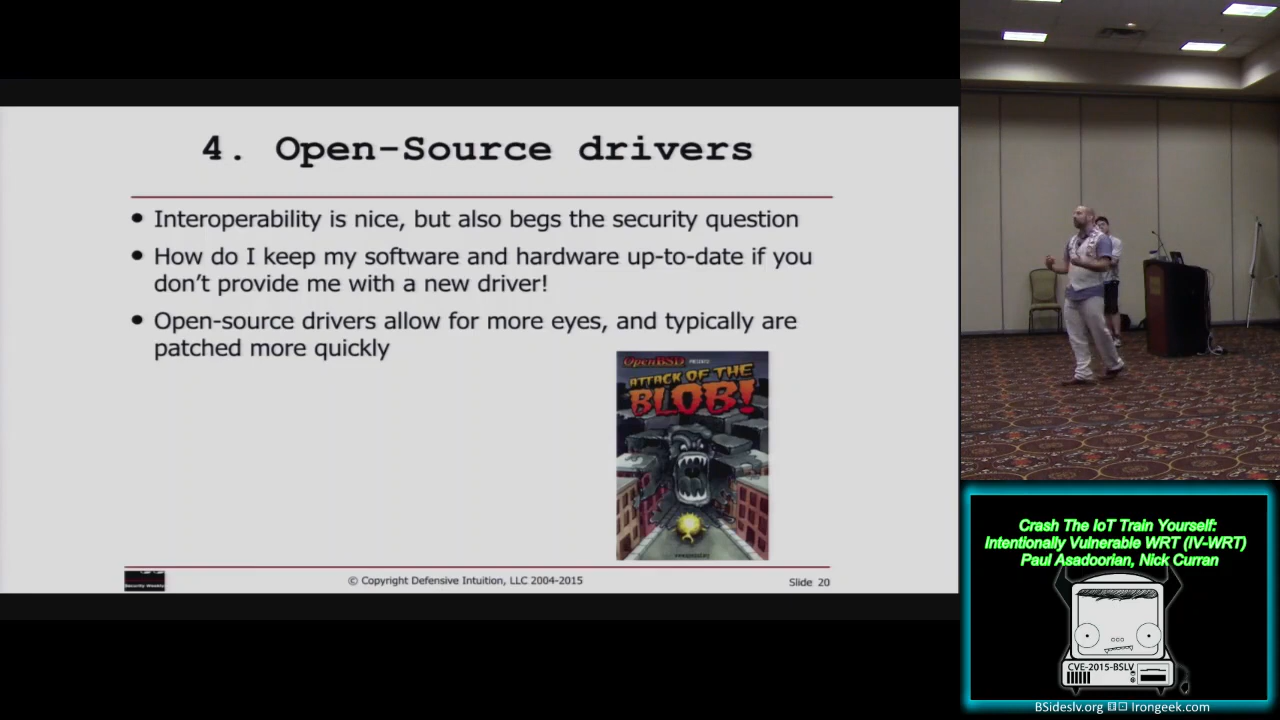 4. Open-Source drivers
• Interoperability is nice, but also begs the security question
• How do I keep my software and hardware up-to-date if you
don't provide me with a new driver!
• Open-source drivers allow for more eyes, and typically are
patched more quickly
OpenBSD PRESENTS
ATTACK OF THE
BLOB!
Security Weekly
© Copyright Defensive Intuition, LLC 2004-2015
Slide 20
Crash The IoT Train Yourself:
Intentionally Vulnerable WRT (IV-WRT)
Paul Asadoorian, Nick Curran
CVE-2015-BSLV
BSideslv.org Irongeek.com